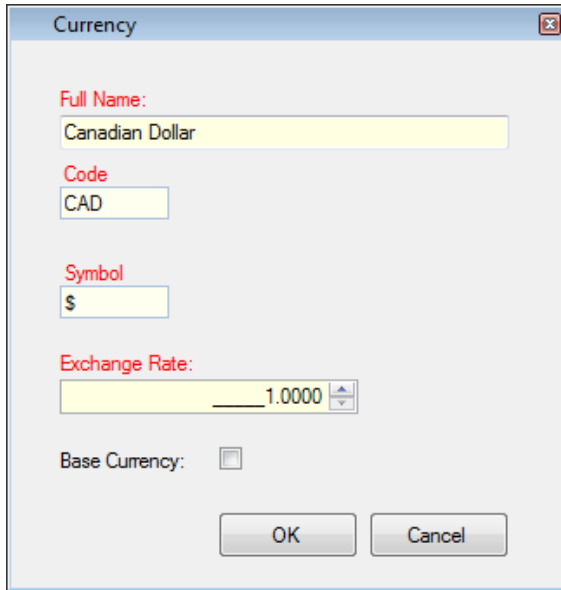 Currency
Full Name:
Canadian Dollar
Code
CAD
Symbol
$
Exchange Rate:
_____1.0000
Base Currency:
OK Cancel